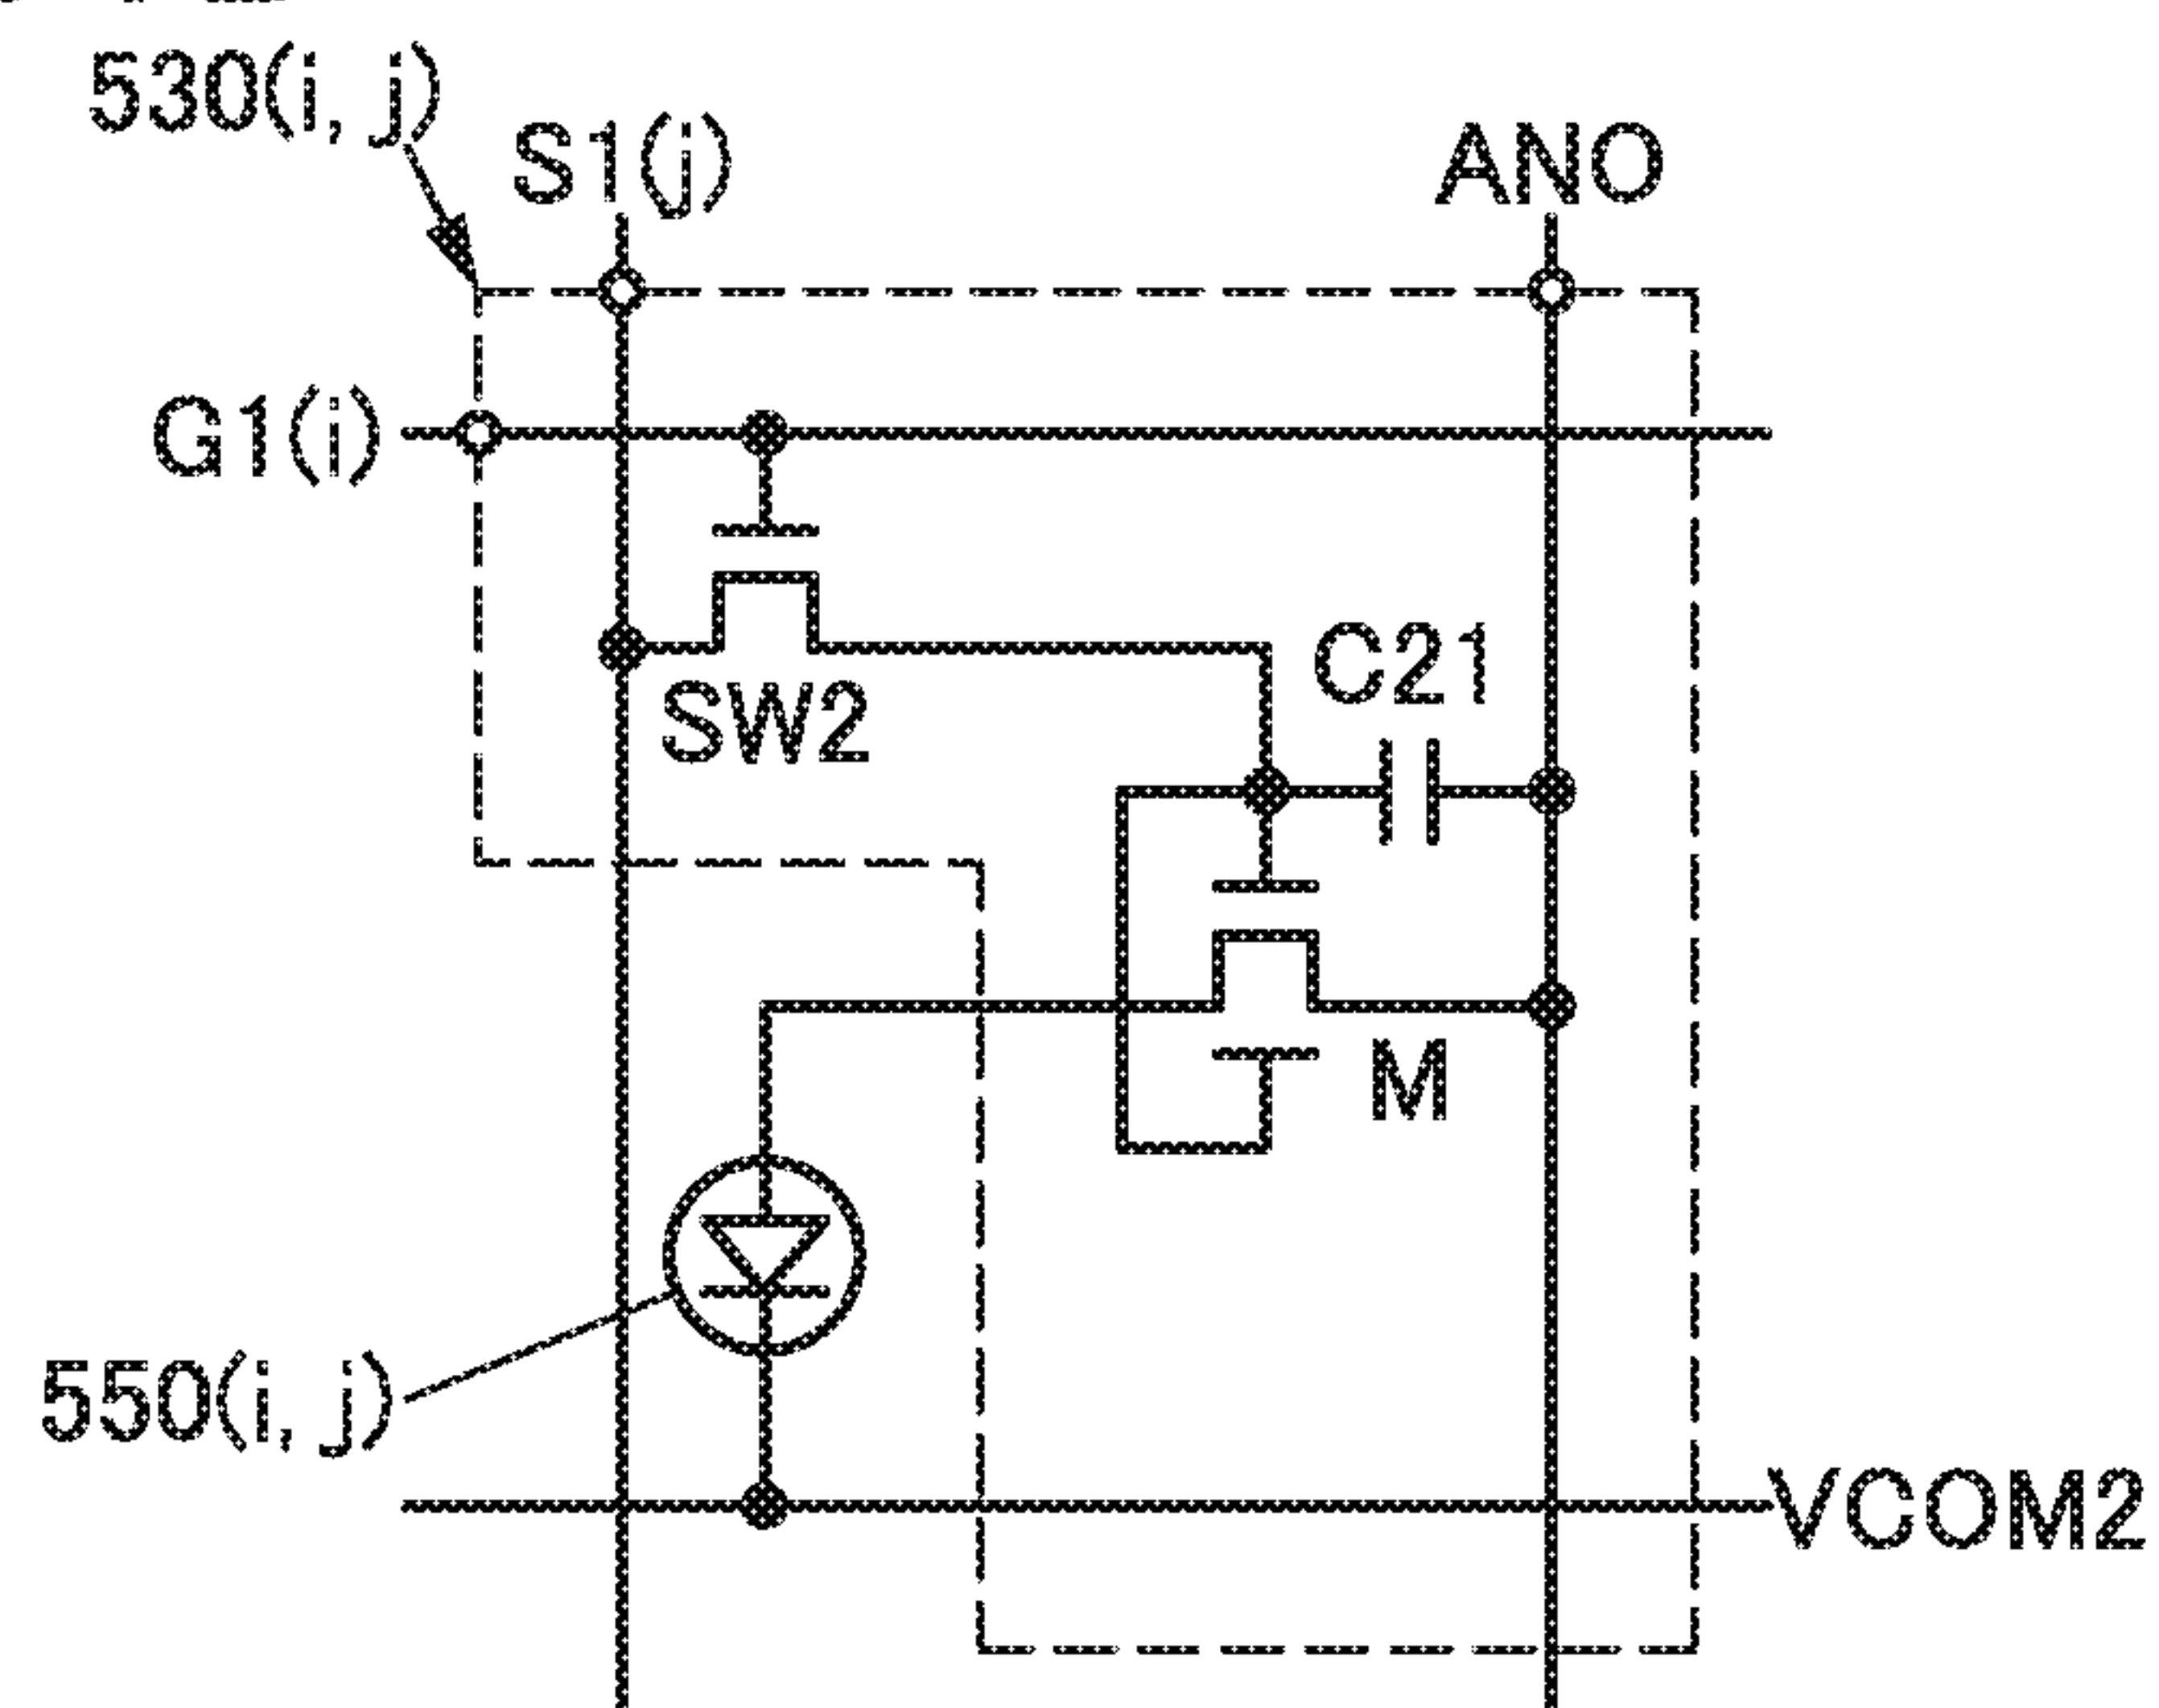 530(i, j)
S1(j)
ANO
G1(i)
C21
SW2
M
550(i, j)
VCOM2